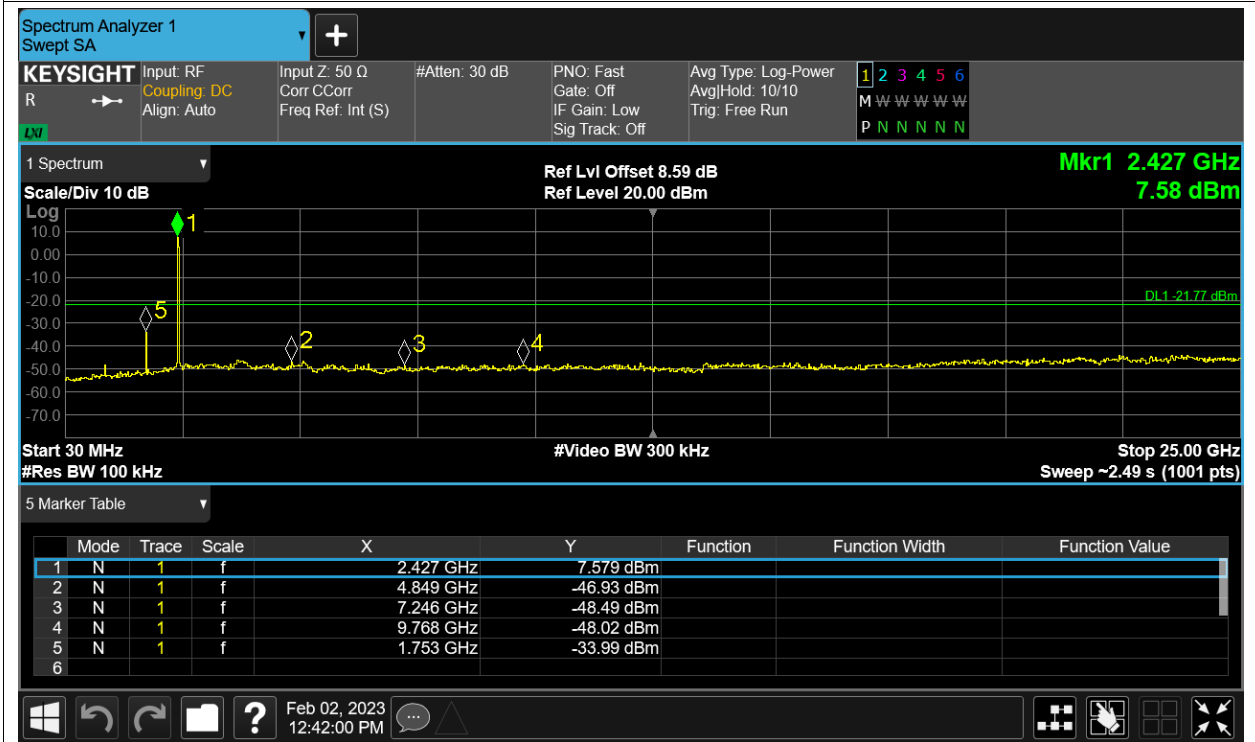 Spectrum Analyzer 1
Swept SA
+
KEYSIGHT
R
LXI
Input: RF
Coupling: DC
Align: Auto
Input Z: 50 Ω
Corr CCorr
Freq Ref: Int (S)
#Atten: 30 dB
PNO: Fast
Gate: Off
IF Gain: Low
Sig Track: Off
Avg Type: Log-Power
Avg|Hold: 10/10
Trig: Free Run
1 2 3 4 5 6
M W W W W W
P N N N N N
1 Spectrum
Scale/Div 10 dB
Ref Lvl Offset 8.59 dB
Ref Level 20.00 dBm
Mkr1 2.427 GHz
7.58 dBm
Log
10.0
0.00
-10.0
-20.0
-30.0
-40.0
-50.0
-60.0
-70.0
1
5
2
3
4
DL1 -21.77 dBm
Start 30 MHz
#Res BW 100 kHz
#Video BW 300 kHz
Stop 25.00 GHz
Sweep ~2.49 s (1001 pts)
5 Marker Table
Mode Trace Scale X Y Function Function Width Function Value
1 N 1 f 2.427 GHz 7.579 dBm
2 N 1 f 4.849 GHz -46.93 dBm
3 N 1 f 7.246 GHz -48.49 dBm
4 N 1 f 9.768 GHz -48.02 dBm
5 N 1 f 1.753 GHz -33.99 dBm
6
?
Feb 02, 2023
12:42:00 PM